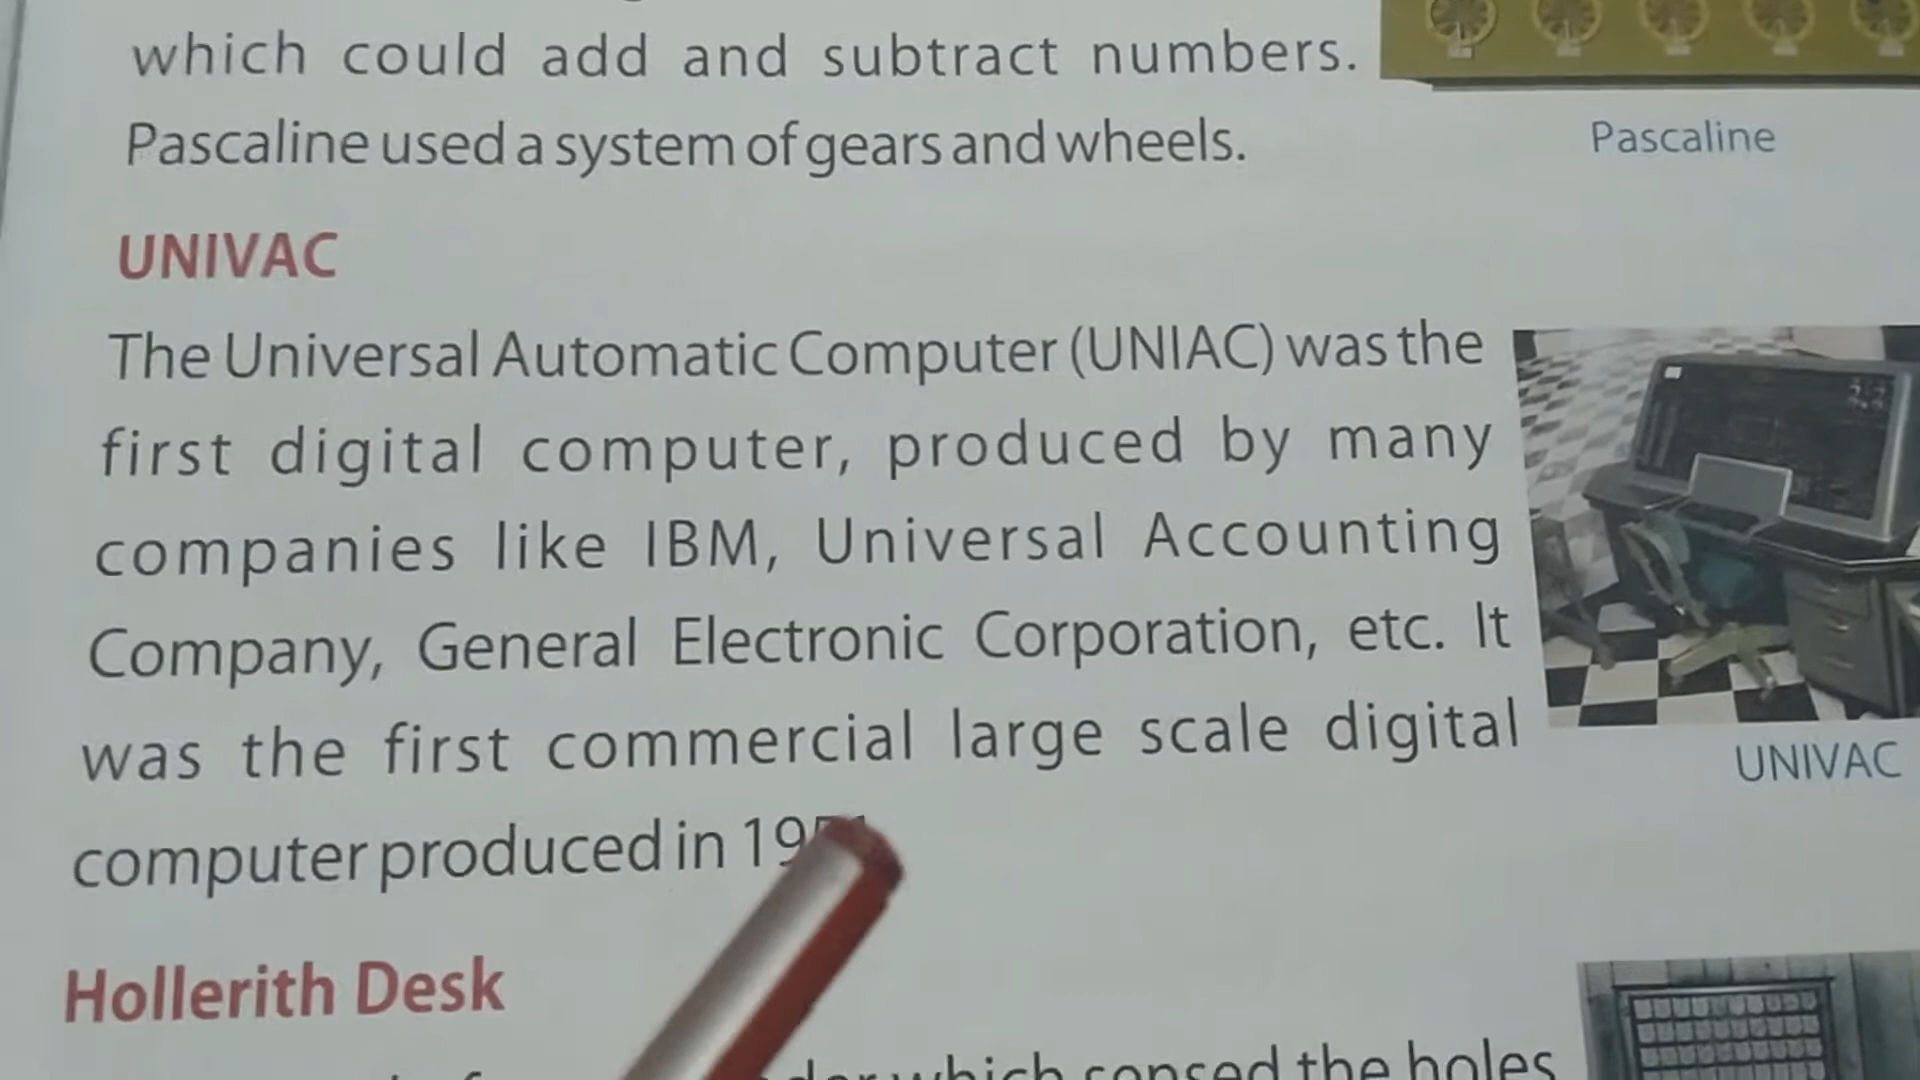 which could add and subtract numbers.
Pascaline used a system of gears and wheels.
Pascaline
UNIVAC
The Universal Automatic Computer (UNIAC) was the
first digital computer, produced by many
companies like IBM, Universal Accounting
Company, General Electronic Corporation, etc. It
was the first commercial large scale digital
computer produced in
UNIVAC
Hollerith Desk
which sensed the holes